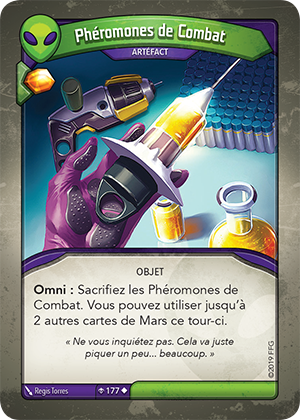 Phéromones de Combat
ARTÉFACT
OBJET
Omni : Sacrifiez les Phéromones de
Combat. Vous pouvez utiliser jusqu'à
2 autres cartes de Mars ce tour-ci.
« Ne vous inquiétez pas. Cela va juste
piquer un peu... beaucoup. »
©2019 FFG
Regis Torres
177